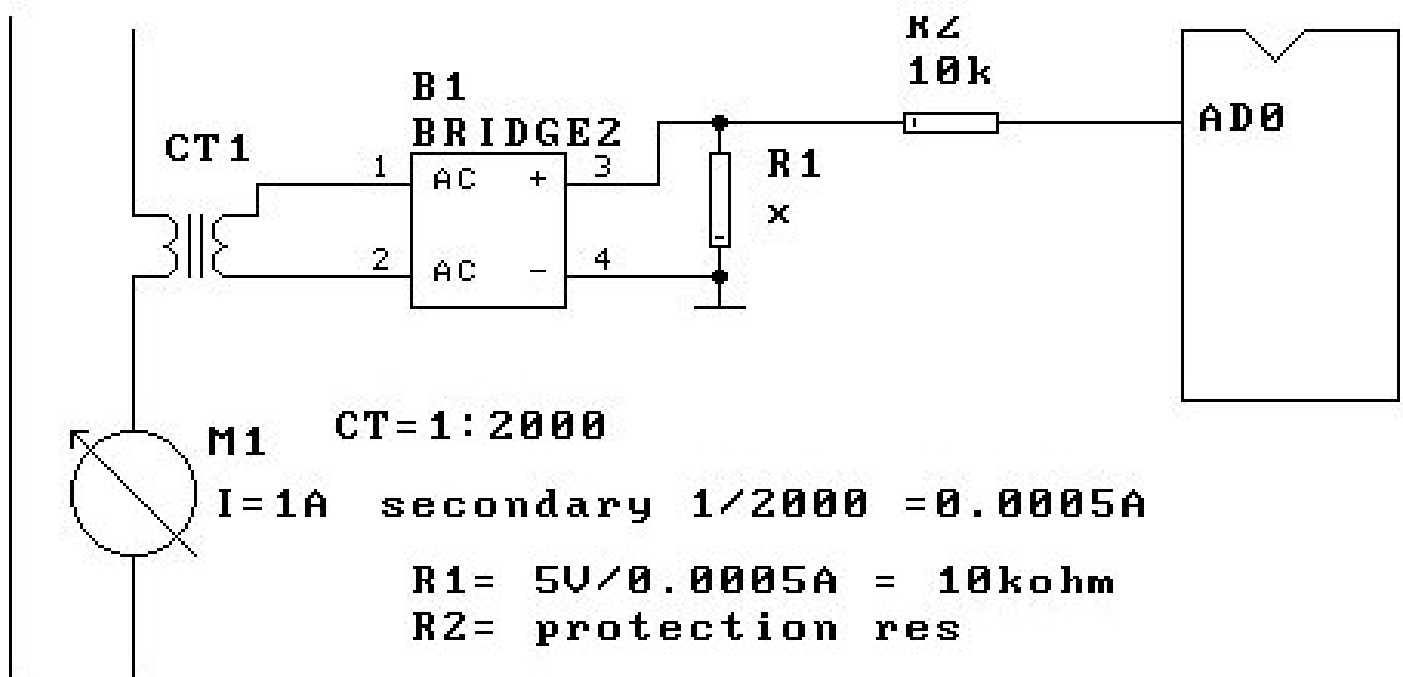 R2
10k
B1
BRIDGE2
CT1
1
AC
+
3
AD0
R1
x
2
AC
-
4
CT=1:2000
M1
I=1A secondary 1/2000 =0.0005A
R1= 5V/0.0005A = 10kohm
R2= protection res